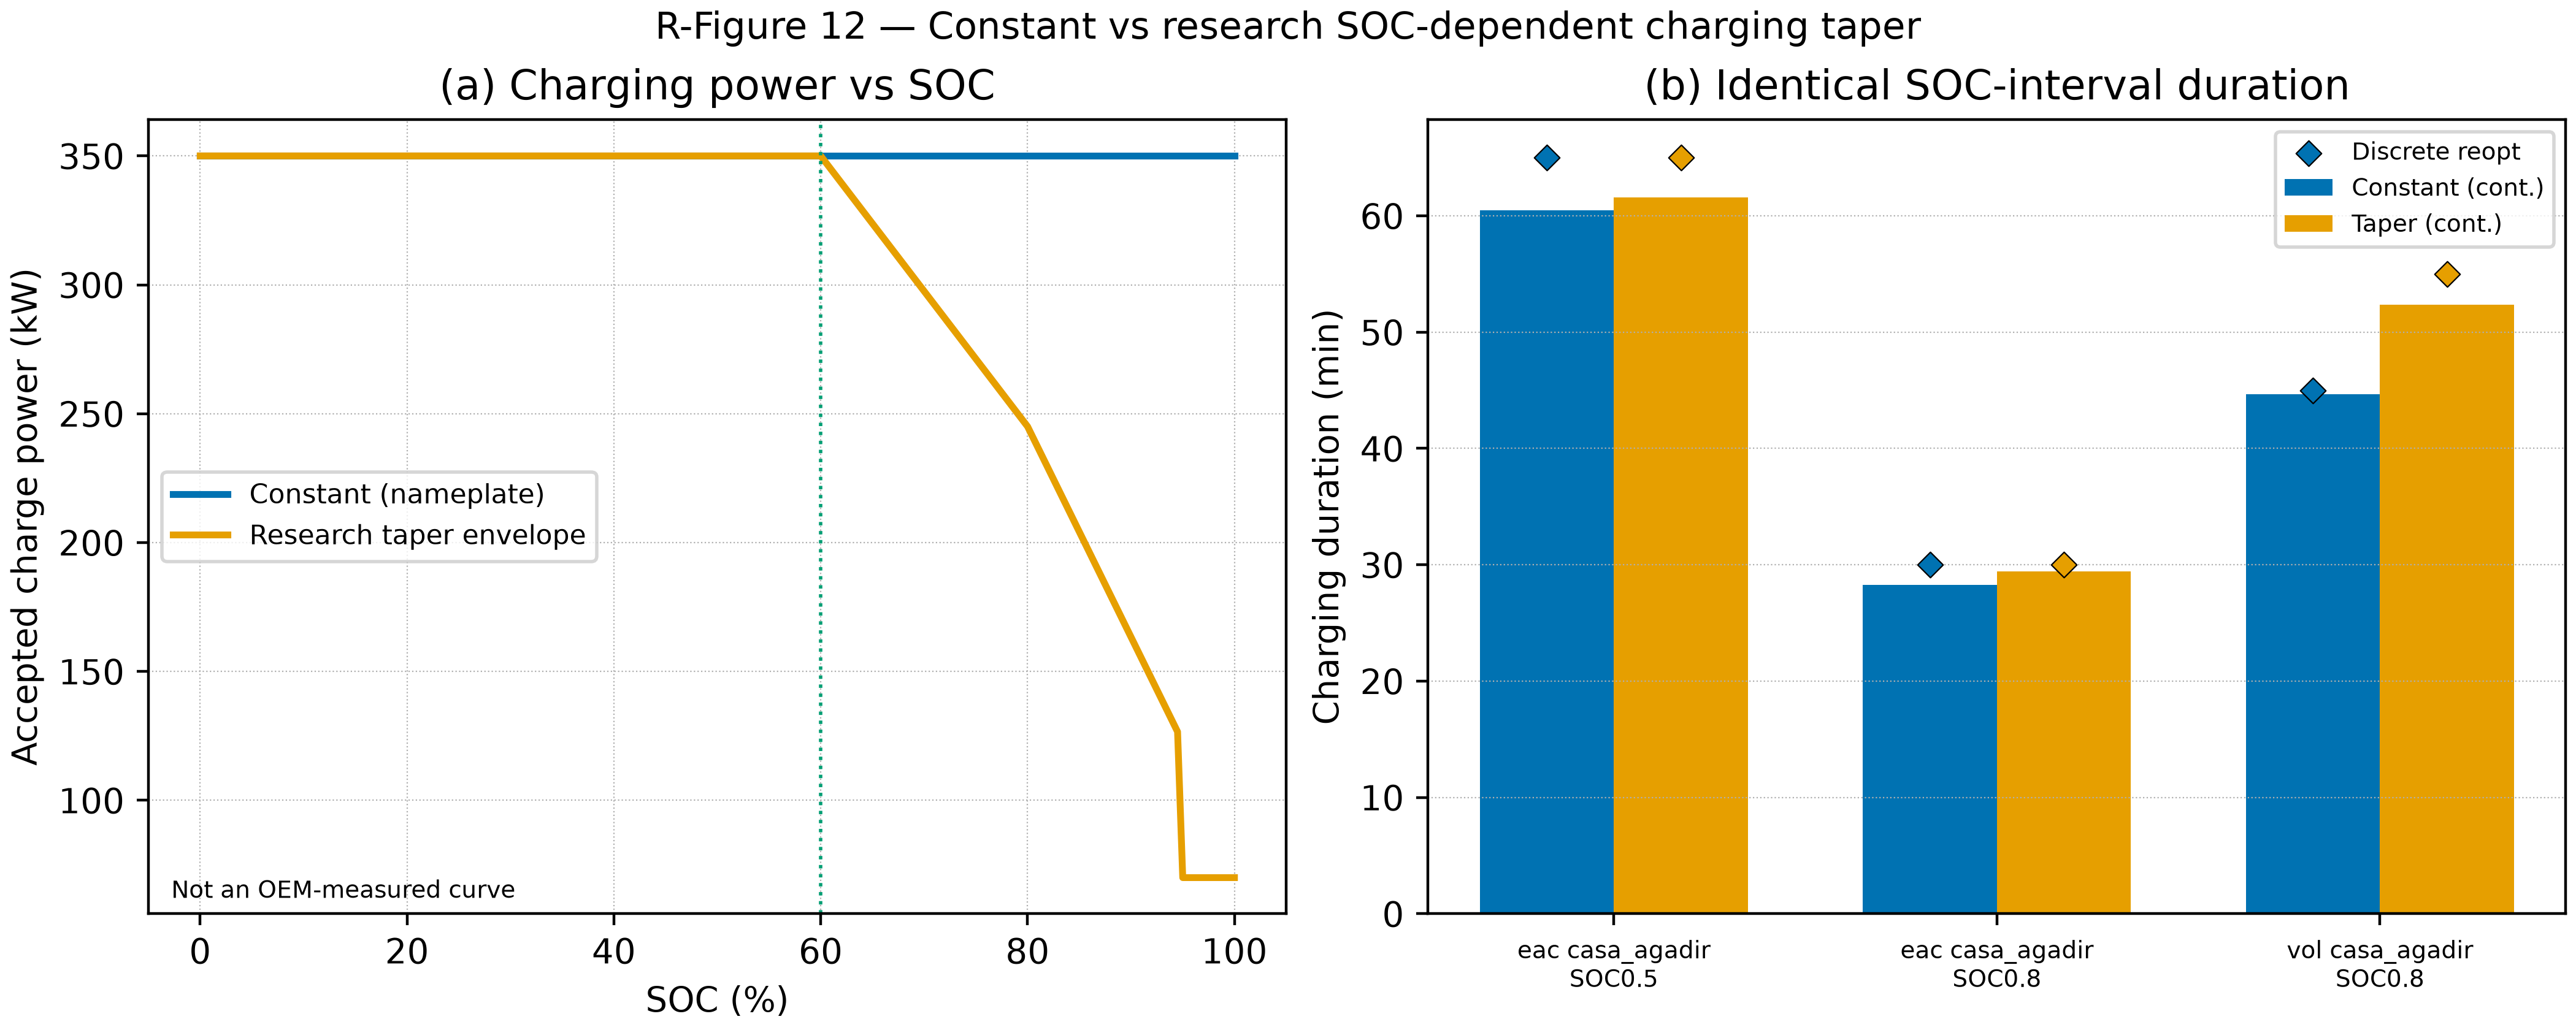 R-Figure 12 — Constant vs research SOC-dependent charging taper
(a) Charging power vs SOC
Accepted charge power (kW)
350
300
250
200
150
100
Constant (nameplate)
Research taper envelope
Not an OEM-measured curve
0 20 40 60 80 100
SOC (%)
(b) Identical SOC-interval duration
Charging duration (min)
60
50
40
30
20
10
0
Discrete reopt
Constant (cont.)
Taper (cont.)
eac casa_agadir
SOC0.5
eac casa_agadir
SOC0.8
vol casa_agadir
SOC0.8